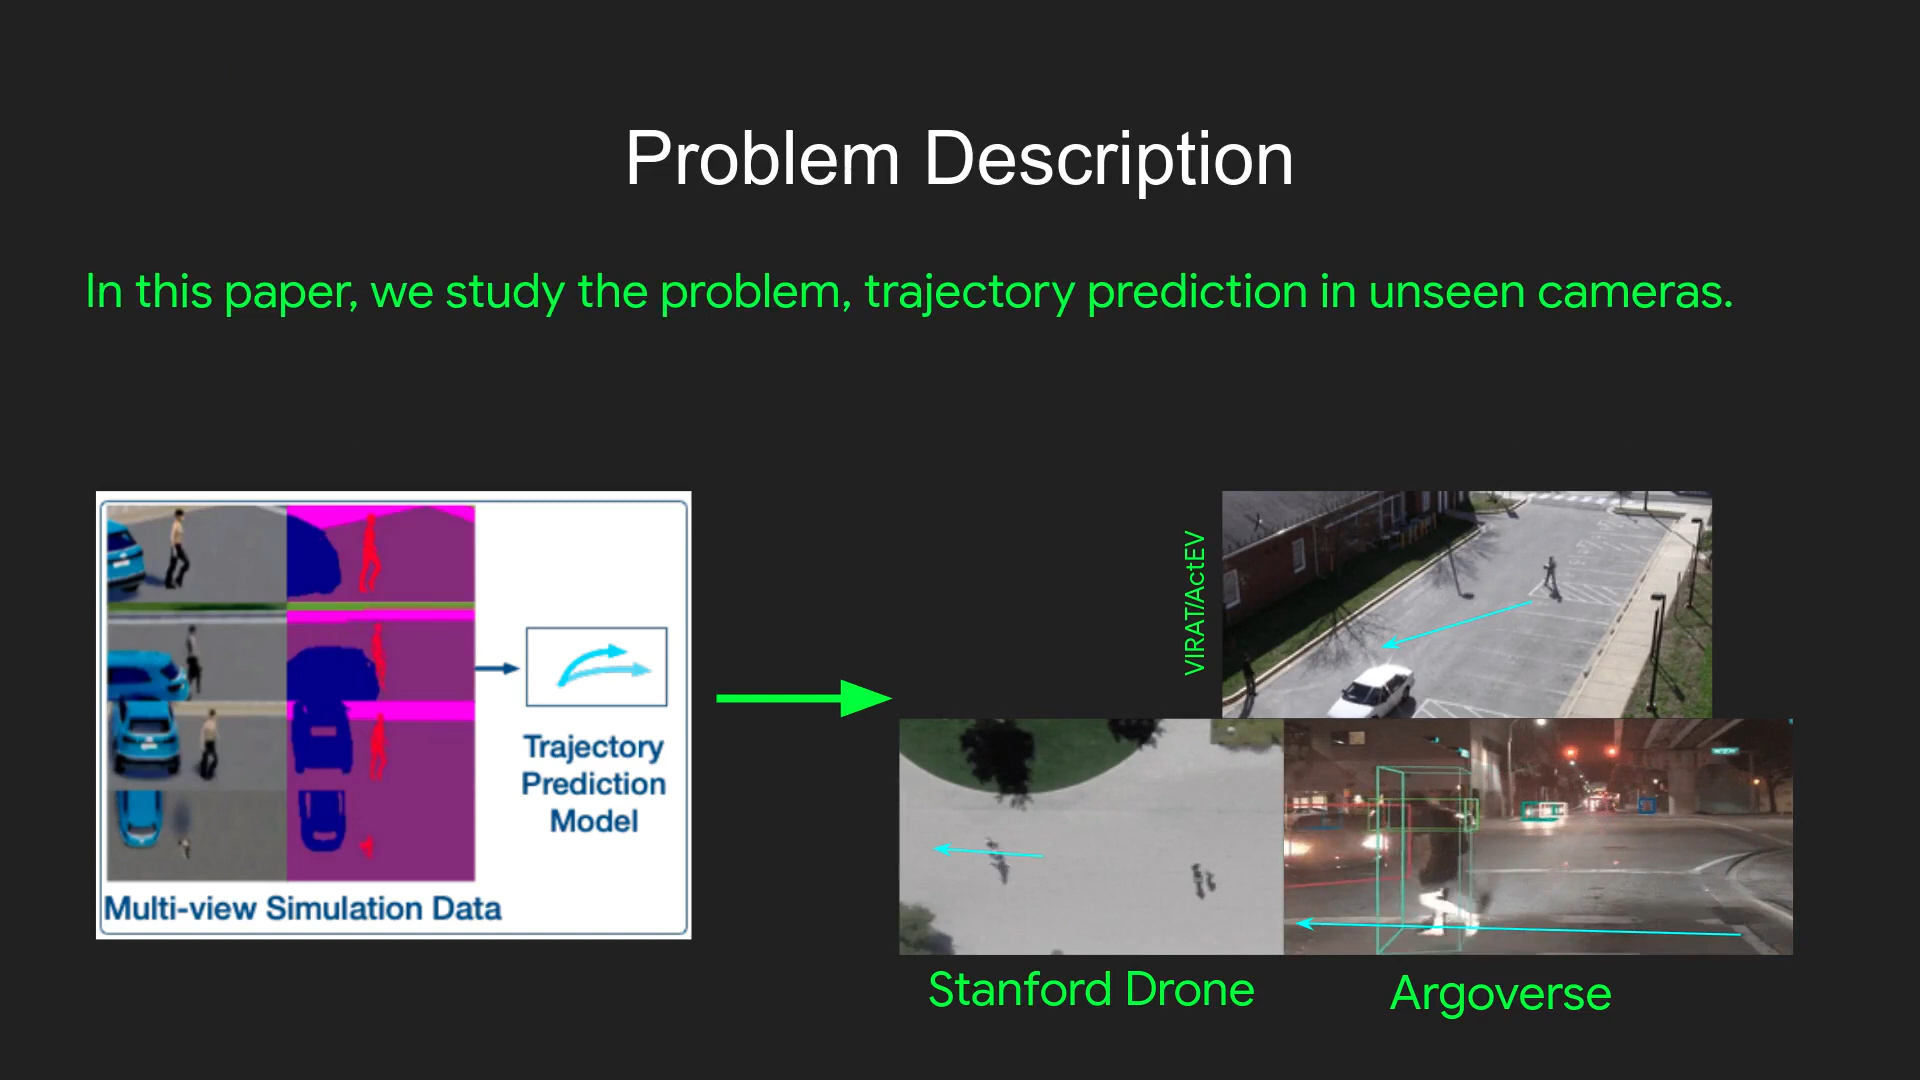 Problem Description
In this paper, we study the problem, trajectory prediction in unseen cameras.
Trajectory
Prediction
Model
Multi-view Simulation Data
VIRAT/ActEV
Stanford Drone
Argoverse